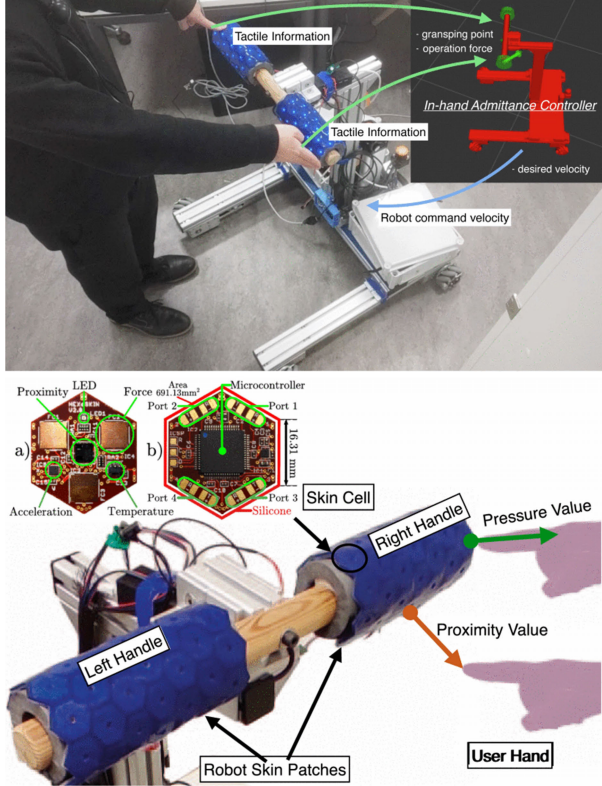 Tactile Information
- gransping point
- operation force
In-hand Admittance Controller
Tactile Information
- desired velocity
Robot command velocity
Proximity
LED
Force
Area
691.13mm²
Microcontroller
Port 2
Port 1
a)
b)
16.31 mm
Port 4
Port 3
Acceleration
Temperature
Silicone
Skin Cell
Right Handle
Pressure Value
Left Handle
Proximity Value
Robot Skin Patches
User Hand